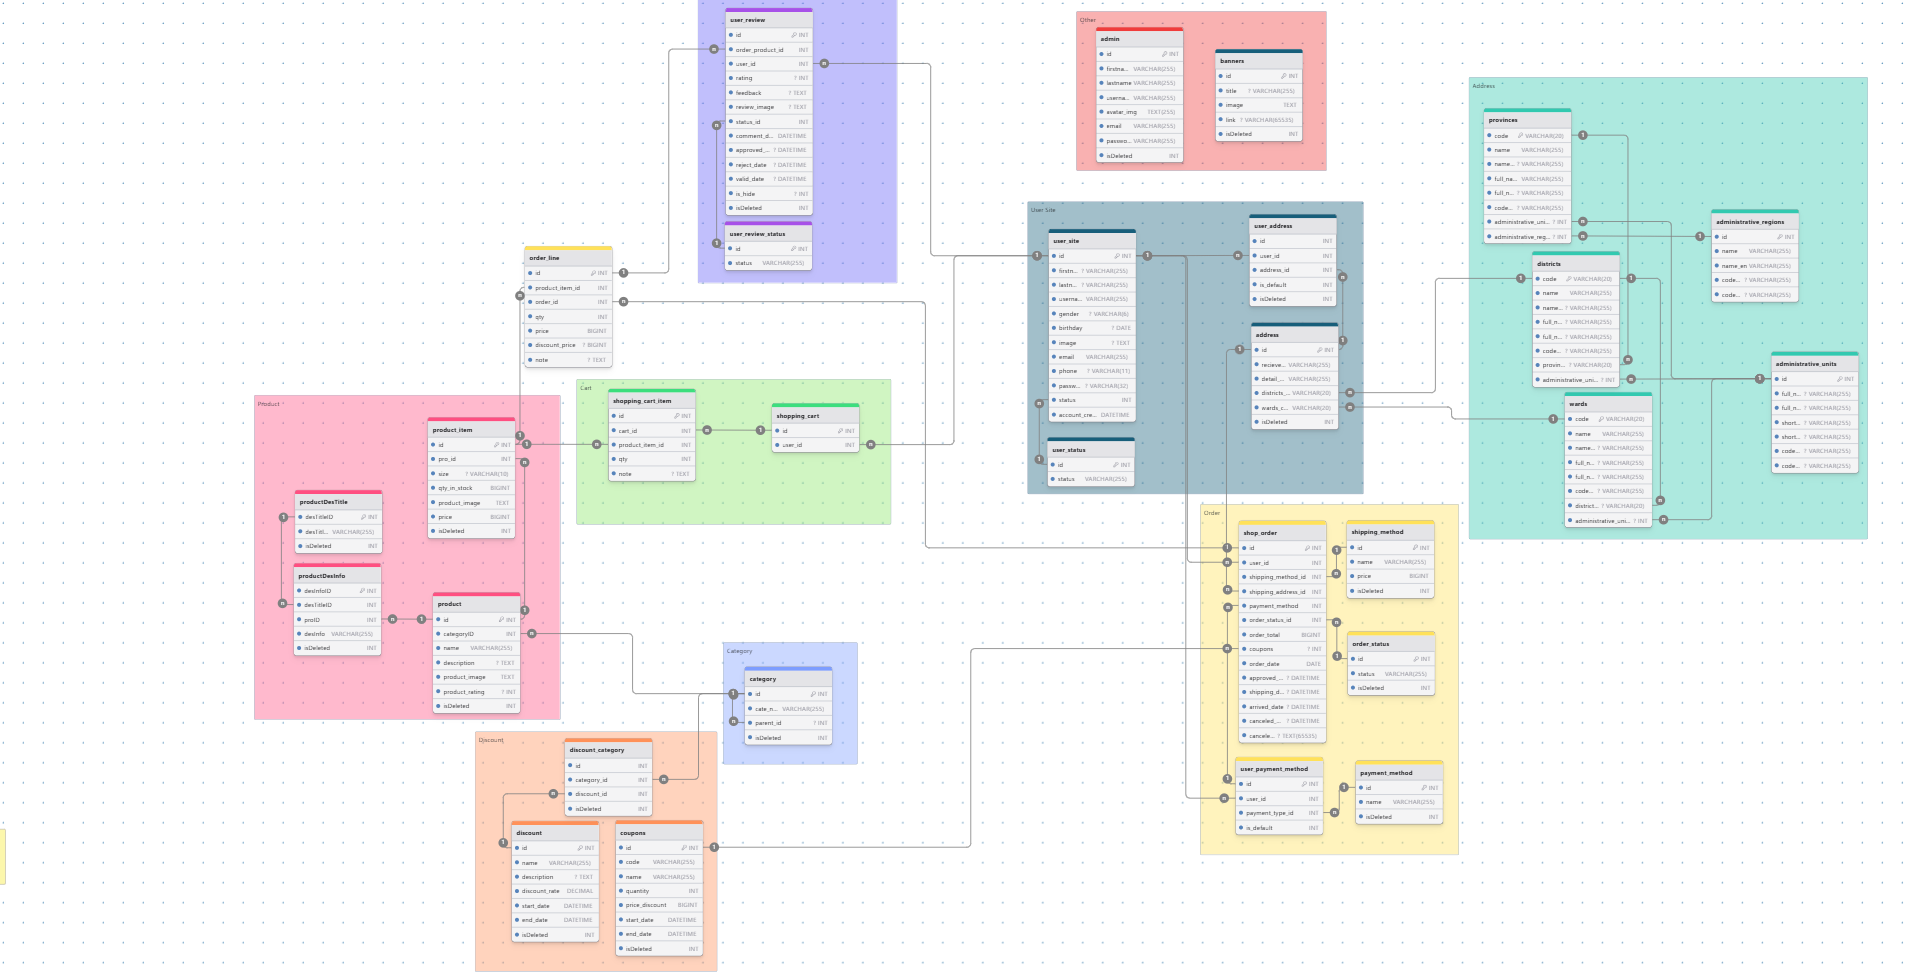 user_review
id INT
order_product_id INT
user_id INT
rating ? INT
feedback ? TEXT
review_image ? TEXT
status_id INT
comment_d... DATETIME
approved_... ? DATETIME
reject_date ? DATETIME
valid_date ? DATETIME
is_hide ? INT
isDeleted INT
user_review_status
id INT
status VARCHAR(255)
Other
admin
id INT
firstna... VARCHAR(255)
lastname VARCHAR(255)
userna... VARCHAR(255)
avatar_img TEXT(255)
email VARCHAR(255)
passwo... VARCHAR(255)
isDeleted INT
banners
id INT
title ? VARCHAR(255)
image TEXT
link ? VARCHAR(65535)
isDeleted INT
Address
provinces
code VARCHAR(20)
name VARCHAR(255)
name... ? VARCHAR(255)
full_na... VARCHAR(255)
full_n... ? VARCHAR(255)
code... ? VARCHAR(255)
administrative_uni... ? INT
administrative_reg... ? INT
administrative_regions
id INT
name VARCHAR(255)
name_en VARCHAR(255)
code... ? VARCHAR(255)
code... ? VARCHAR(255)
districts
code VARCHAR(20)
name VARCHAR(255)
name... ? VARCHAR(255)
full_n... ? VARCHAR(255)
full_n... ? VARCHAR(255)
code... ? VARCHAR(255)
provin... ? VARCHAR(20)
administrative_uni... ? INT
administrative_units
id INT
full_n... ? VARCHAR(255)
full_n... ? VARCHAR(255)
short... ? VARCHAR(255)
short... ? VARCHAR(255)
code... ? VARCHAR(255)
code... ? VARCHAR(255)
wards
code VARCHAR(20)
name VARCHAR(255)
name... ? VARCHAR(255)
full_n... ? VARCHAR(255)
full_n... ? VARCHAR(255)
code... ? VARCHAR(255)
district... ? VARCHAR(20)
administrative_uni... ? INT
User Site
user_site
id INT
firstn... ? VARCHAR(255)
lastn... ? VARCHAR(255)
userna... ? VARCHAR(255)
gender ? VARCHAR(6)
birthday ? DATE
image ? TEXT
email VARCHAR(255)
phone ? VARCHAR(11)
passw... ? VARCHAR(32)
status INT
account_cre... DATETIME
user_status
id INT
status VARCHAR(255)
user_address
id INT
user_id INT
address_id INT
is_default INT
isDeleted INT
address
id INT
recieve... VARCHAR(255)
detail_... VARCHAR(255)
districts_... VARCHAR(20)
wards_c... VARCHAR(20)
isDeleted INT
order_line
id INT
product_item_id INT
order_id INT
qty INT
price BIGINT
discount_price ? BIGINT
note ? TEXT
Cart
shopping_cart_item
id INT
cart_id INT
product_item_id INT
qty INT
note ? TEXT
shopping_cart
id INT
user_id INT
Product
product_item
id INT
pro_id INT
size ? VARCHAR(10)
qty_in_stock BIGINT
product_image TEXT
price BIGINT
isDeleted INT
productDesTitle
desTitleID INT
desTitl... VARCHAR(255)
isDeleted INT
productDesInfo
desInfoID INT
desTitleID INT
proID INT
desInfo VARCHAR(255)
isDeleted INT
product
id INT
categoryID INT
name VARCHAR(255)
description ? TEXT
product_image TEXT
product_rating ? INT
isDeleted INT
Category
category
id INT
cate_n... VARCHAR(255)
parent_id ? INT
isDeleted INT
Discount
discount_category
id INT
category_id INT
discount_id INT
isDeleted INT
discount
id INT
name VARCHAR(255)
description ? TEXT
discount_rate DECIMAL
start_date DATETIME
end_date DATETIME
isDeleted INT
coupons
id INT
code VARCHAR(255)
name VARCHAR(255)
quantity INT
price_discount BIGINT
start_date DATETIME
end_date DATETIME
isDeleted INT
Order
shop_order
id INT
user_id INT
shipping_method_id INT
shipping_address_id INT
payment_method INT
order_status_id INT
order_total BIGINT
coupons ? INT
order_date DATE
approved_... ? DATETIME
shipping_d... ? DATETIME
arrived_date ? DATETIME
canceled_... ? DATETIME
cancele... ? TEXT(65535)
shipping_method
id INT
name VARCHAR(255)
price BIGINT
isDeleted INT
order_status
id INT
status VARCHAR(255)
isDeleted INT
user_payment_method
id INT
user_id INT
payment_type_id INT
is_default INT
payment_method
id INT
name VARCHAR(255)
isDeleted INT